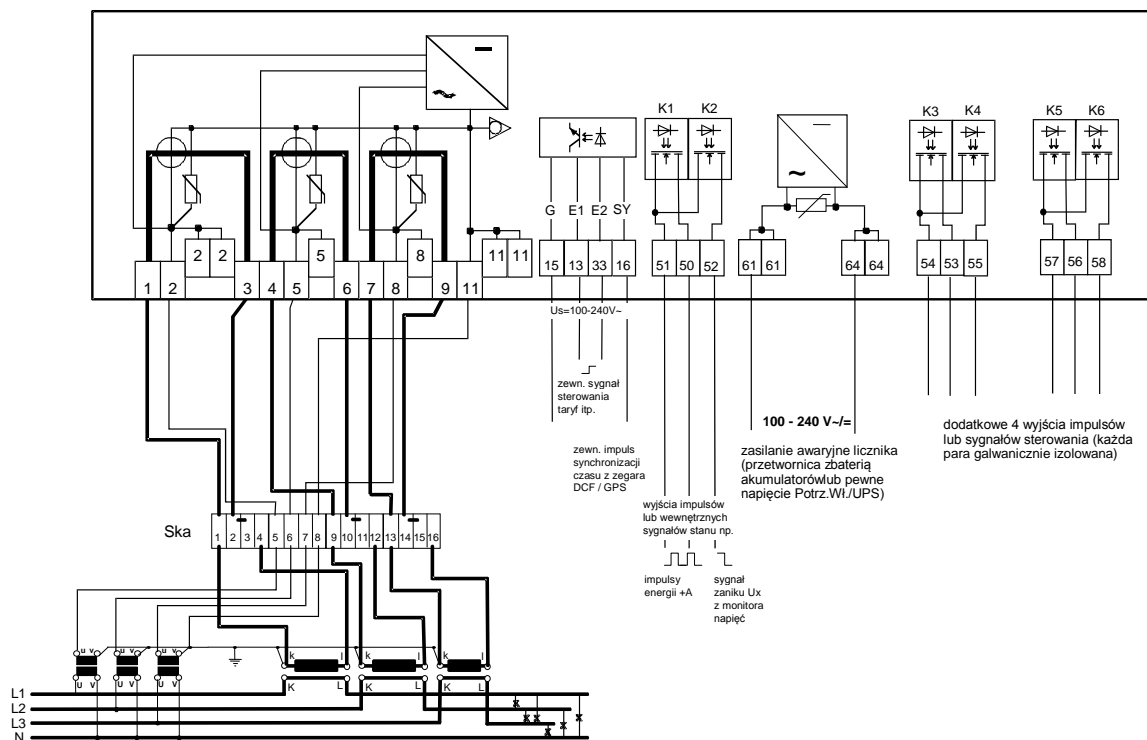 K1 K2
K3 K4
K5 K6
G E1 E2 SY
2 2 5 8 11 11
15 13 33 16
51 50 52
61 61
64 64
54 53 55
57 56 58
1 2 3 4 5 6 7 8 9 11
Us=100-240V~
zewn. sygnał
sterowania
taryf itp.
zewn. impuls
synchronizacji
czasu z zegara
DCF / GPS
100 - 240 V~/=
zasilanie awaryjne licznika
(przetwornica zbaterią
akumulatorówlub pewne
napięcie Potrz.Wł./UPS)
dodatkowe 4 wyjścia impulsów
lub sygnałów sterowania (każda
para galwanicznie izolowana)
wyjścia impulsów
lub wewnętrznych
sygnałów stanu np.
impulsy
energii +A
sygnał
zaniku Ux
z monitora
napięć
Ska
1 2 3 4 5 6 7 8 9 10 11 12 13 14 15 16
u v u v u v
k l k l k l
U V U V U V
K L K L K L
L1
L2
L3
N